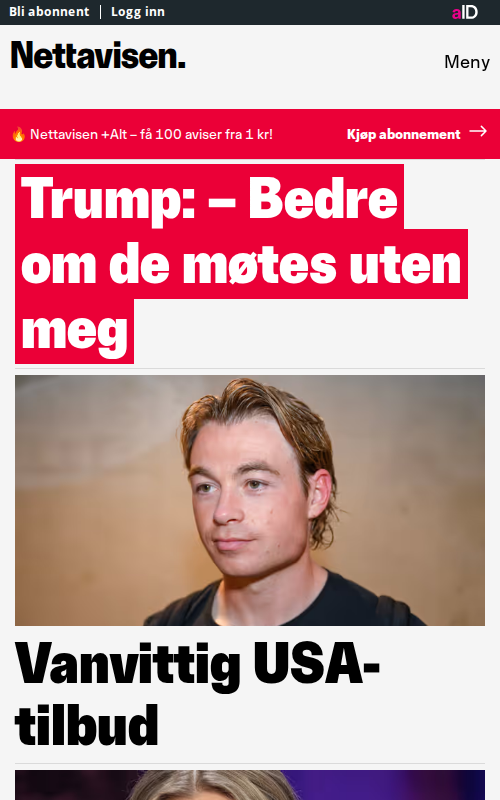 Bli abonnent | Logg inn aID
Nettavisen.
Meny
🔥 Nettavisen +Alt – få 100 aviser fra 1 kr! Kjøp abonnement →
Trump: – Bedre
om de møtes uten
meg
Vanvittig USA-
tilbud